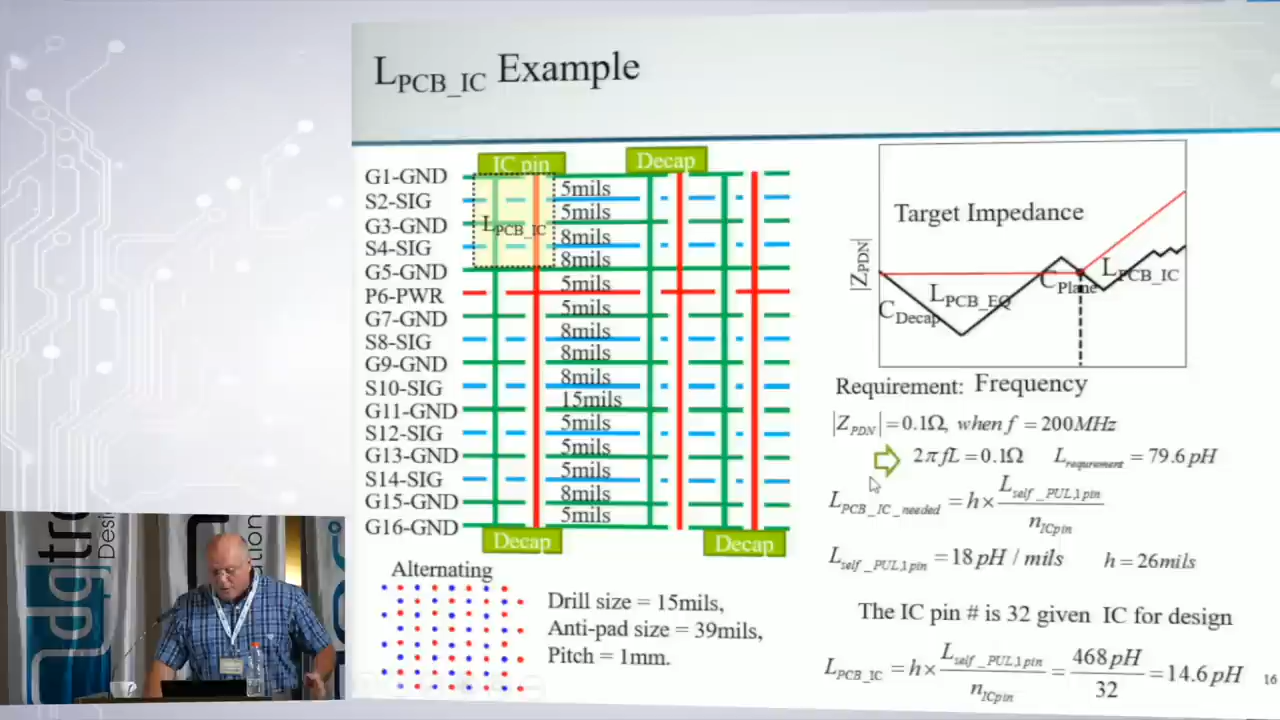 L_PCB_IC Example
IC pin
Decap
G1-GND
5mils
S2-SIG
5mils
G3-GND
L_PCB_IC
8mils
S4-SIG
8mils
G5-GND
5mils
P6-PWR
5mils
G7-GND
8mils
S8-SIG
8mils
G9-GND
8mils
S10-SIG
15mils
G11-GND
5mils
S12-SIG
5mils
G13-GND
5mils
S14-SIG
8mils
G15-GND
5mils
G16-GND
Decap
Decap
Alternating
Drill size = 15mils,
Anti-pad size = 39mils,
Pitch = 1mm.
Target Impedance
|Z_PDN|
C_Decap
L_PCB_EQ
C_Plane
L_PCB_IC
Frequency
Requirement:
|Z_PDN| = 0.1Ω, when f = 200MHz
2πfL = 0.1Ω L_requrement = 79.6 pH
L_PCB_IC_needed = h × L_self_PUL,1pin / n_ICpin
L_self_PUL,1pin = 18 pH / mils h = 26mils
The IC pin # is 32 given IC for design
L_PCB_IC = h × L_self_PUL,1pin / n_ICpin = 468 pH / 32 = 14.6 pH
16
Desi